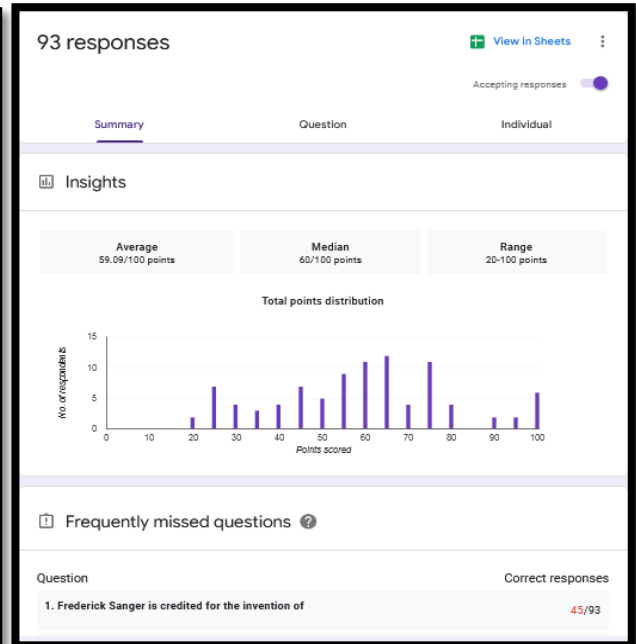 93 responses
View in Sheets
Accepting responses
Summary Question Individual
Insights
Average Median Range
59.09/100 points 60/100 points 20-100 points
Total points distribution
No. of respondents
15
10
5
0
0 10 20 30 40 50 60 70 80 90 100
Points scored
Frequently missed questions ?
Question Correct responses
1. Frederick Sanger is credited for the invention of 45/93